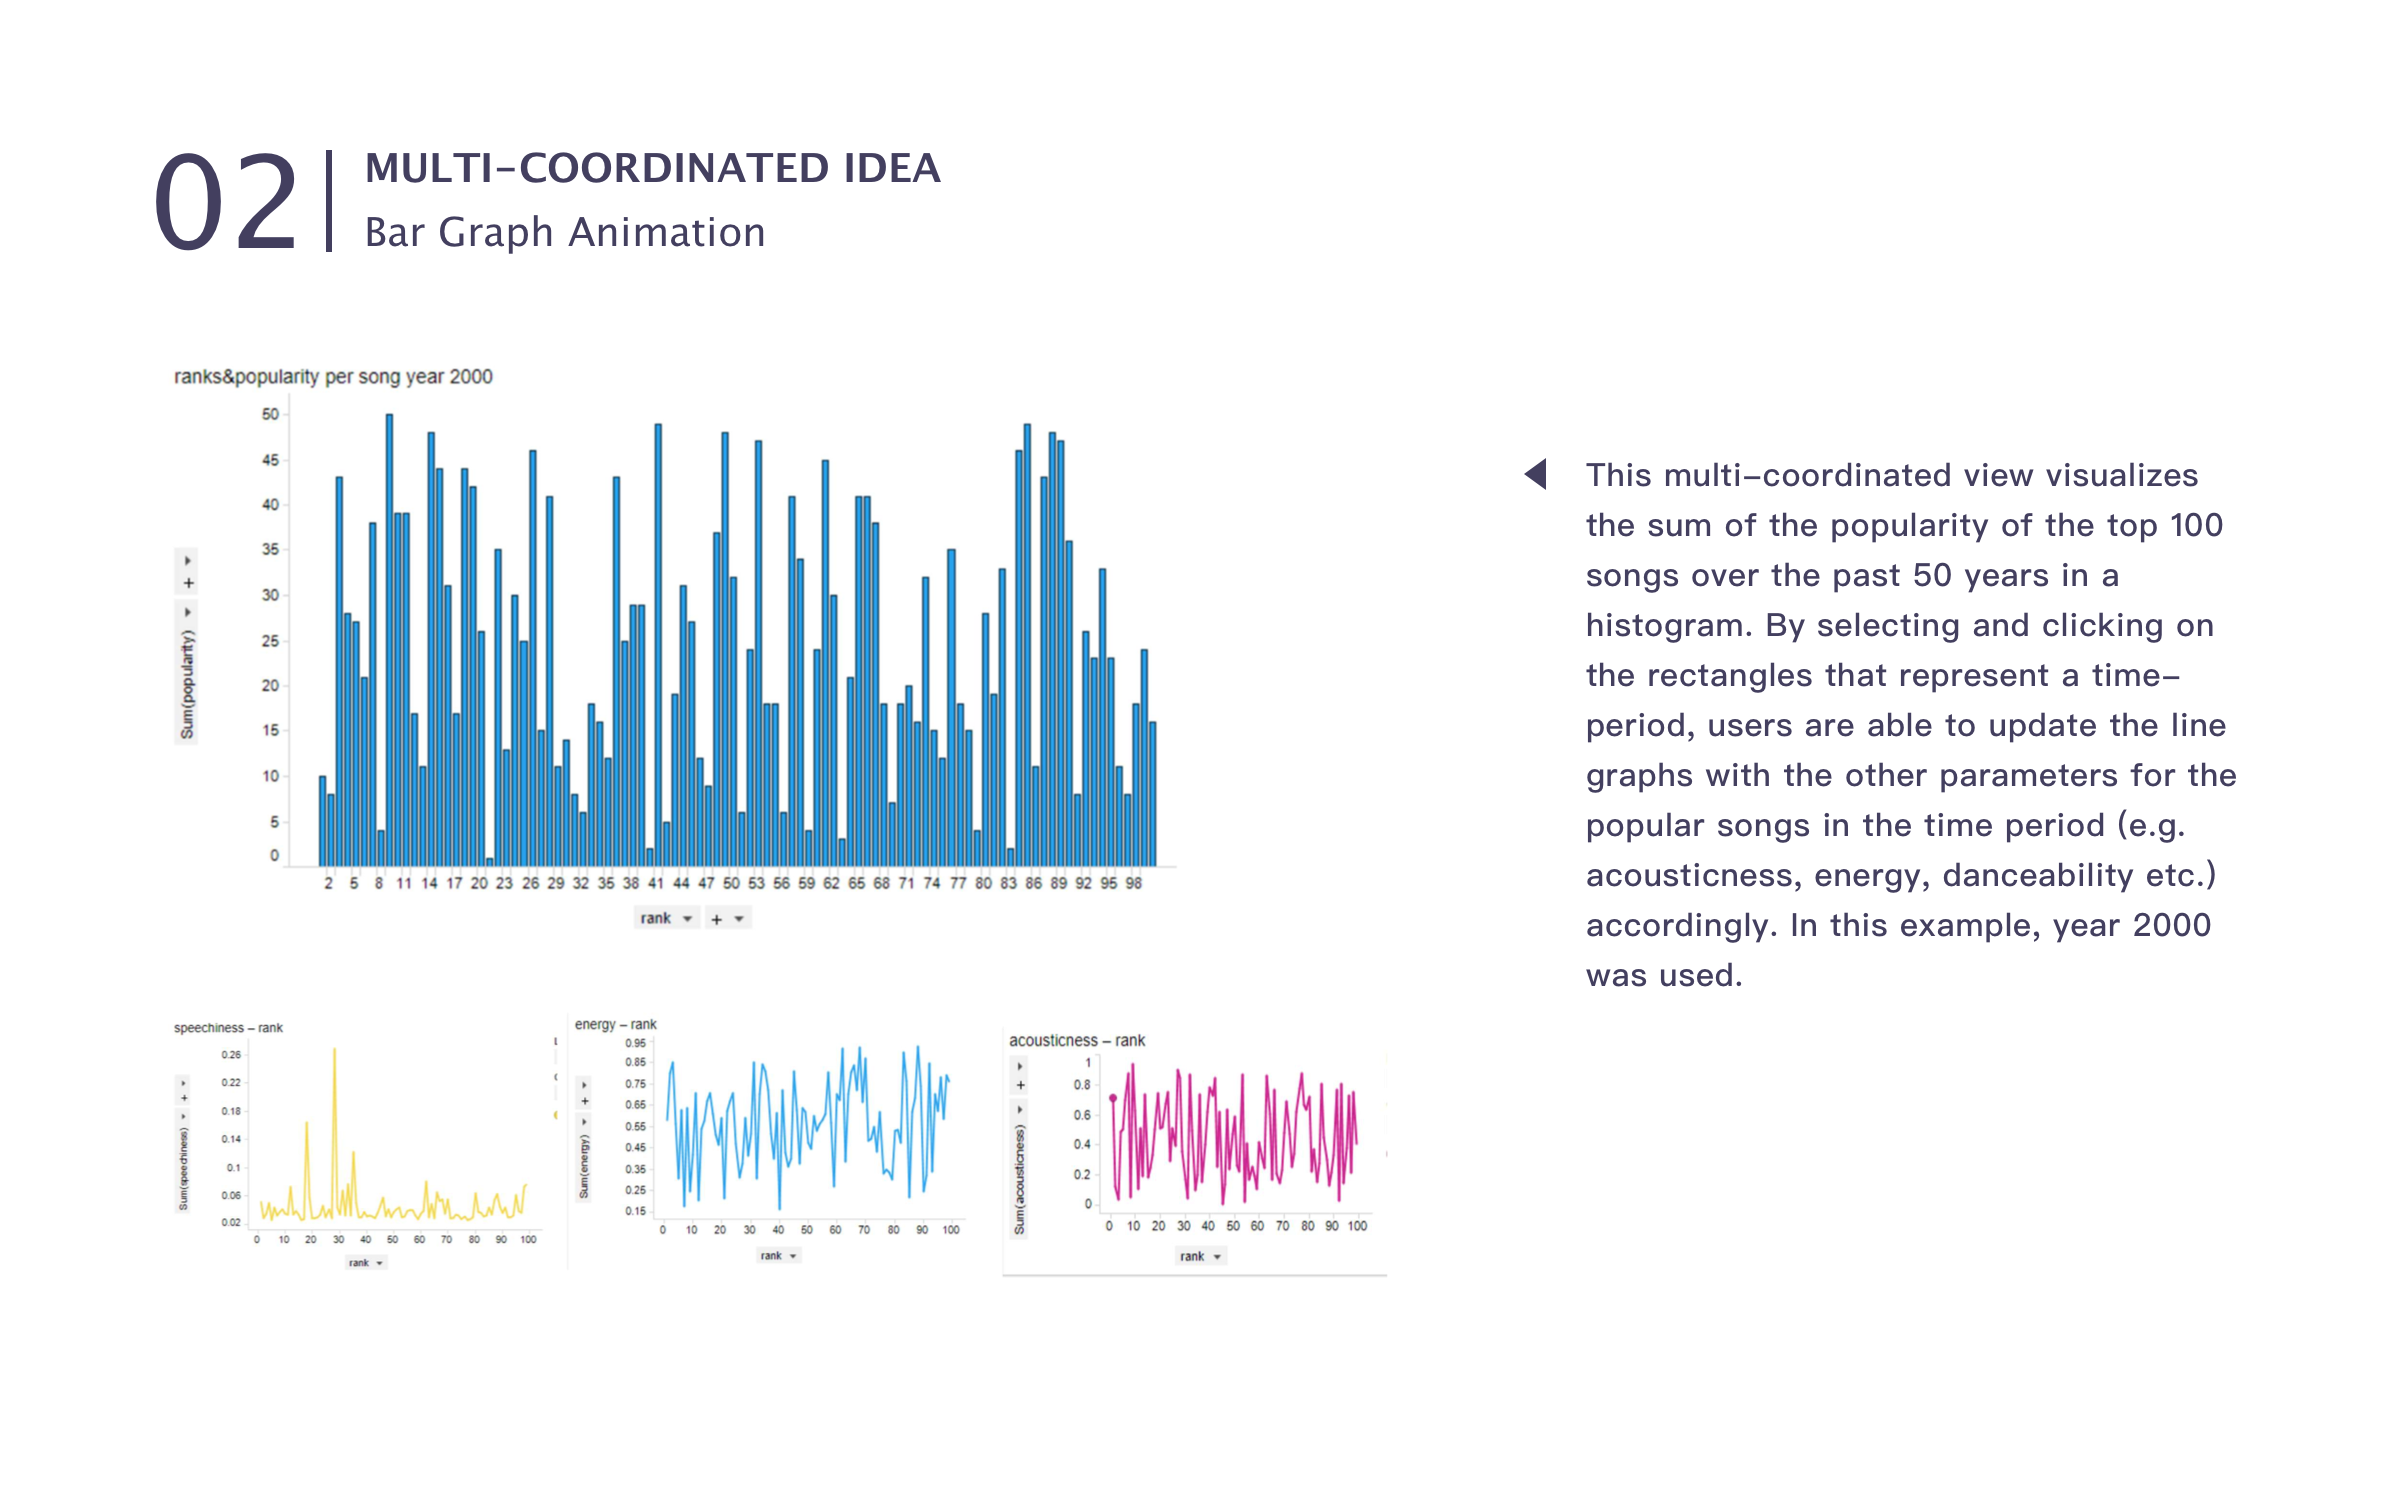 02
MULTI–COORDINATED IDEA
Bar Graph Animation
ranks&popularity per song year 2000
50
45
40
35
30
25
20
15
10
5
0
+
Sum(popularity)
2 5 8 11 14 17 20 23 26 29 32 35 38 41 44 47 50 53 56 59 62 65 68 71 74 77 80 83 86 89 92 95 98
rank +
This multi–coordinated view visualizes
the sum of the popularity of the top 100
songs over the past 50 years in a
histogram. By selecting and clicking on
the rectangles that represent a time–
period, users are able to update the line
graphs with the other parameters for the
popular songs in the time period (e.g.
acousticness, energy, danceability etc.)
accordingly. In this example, year 2000
was used.
speechiness – rank
0.26
0.22
0.18
0.14
0.1
0.06
0.02
+
Sum(speechiness)
0 10 20 30 40 50 60 70 80 90 100
rank
energy – rank
0.95
0.85
0.75
0.65
0.55
0.45
0.35
0.25
0.15
+
Sum(energy)
0 10 20 30 40 50 60 70 80 90 100
rank
acousticness – rank
1
0.8
0.6
0.4
0.2
0
+
Sum(acousticness)
0 10 20 30 40 50 60 70 80 90 100
rank